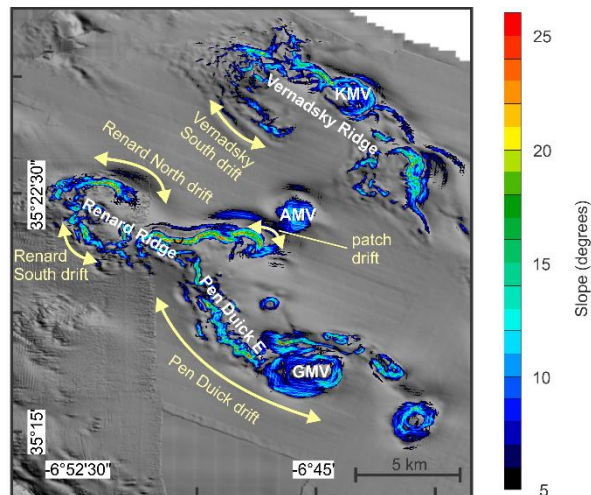 KMV
Vernadsky Ridge
Vernadsky
South drift
Renard North drift
35°22'30"
Renard Ridge
AMV
patch
drift
Renard
South drift
Pen Duick E.
Pen Duick drift
GMV
35°15'
-6°52'30"
-6°45'
5 km
25
20
15
10
5
Slope (degrees)